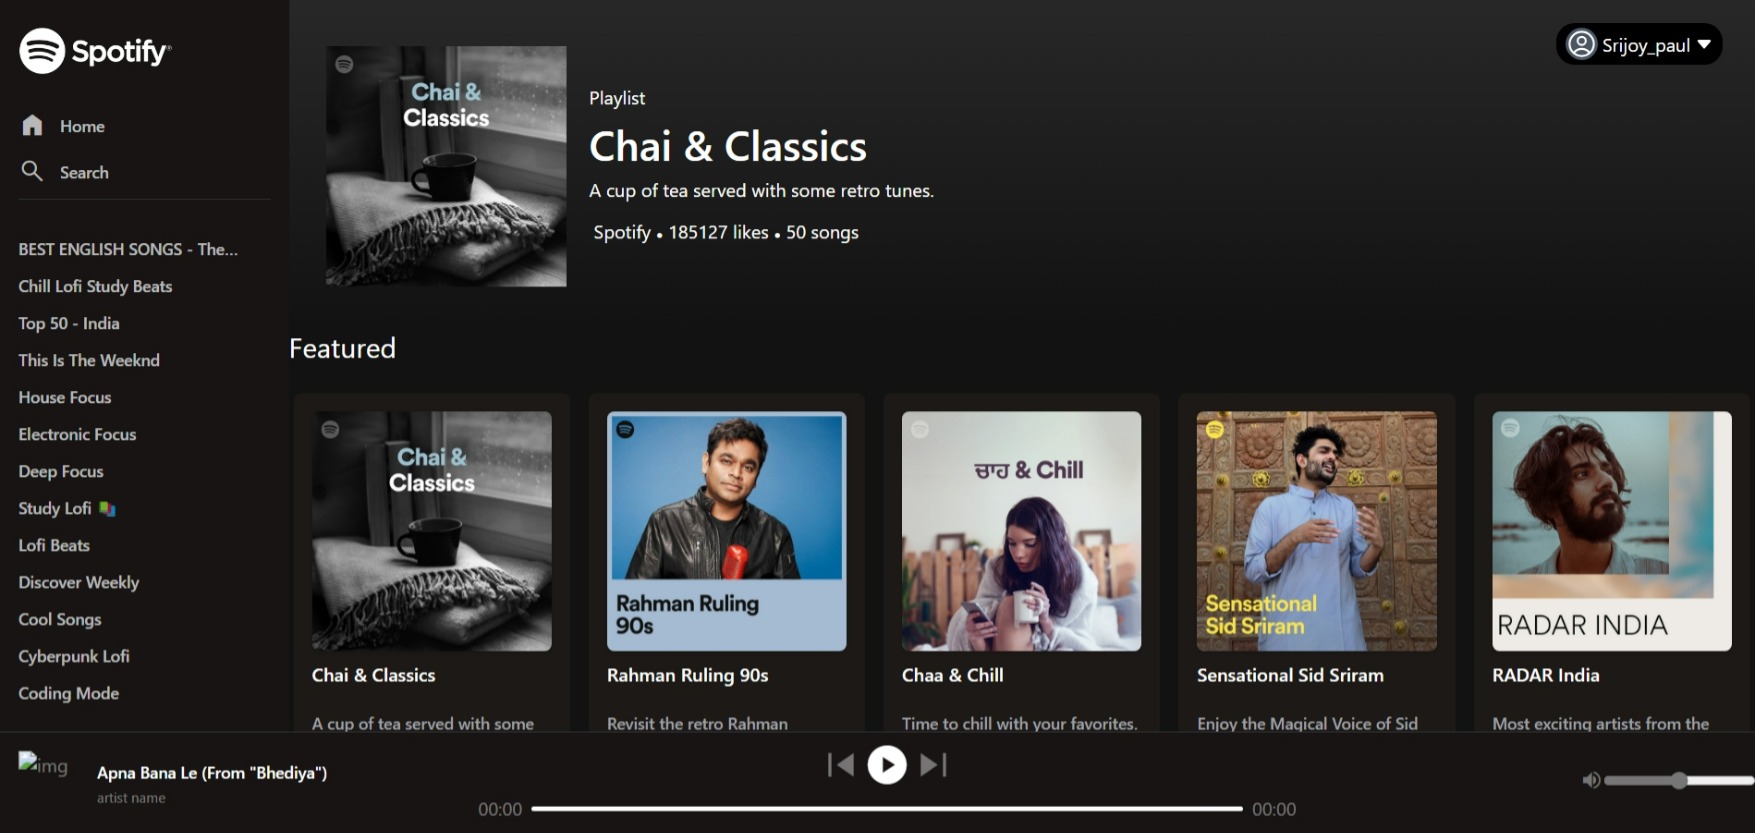 Spotify®
Home
Search
BEST ENGLISH SONGS - The...
Chill Lofi Study Beats
Top 50 - India
This Is The Weeknd
House Focus
Electronic Focus
Deep Focus
Study Lofi 📚
Lofi Beats
Discover Weekly
Cool Songs
Cyberpunk Lofi
Coding Mode
Srijoy_paul
Chai &
Classics
Playlist
Chai & Classics
A cup of tea served with some retro tunes.
Spotify • 185127 likes • 50 songs
Featured
Chai &
Classics
Chai & Classics
A cup of tea served with some
Rahman Ruling
90s
Rahman Ruling 90s
Revisit the retro Rahman
ਚਾਹ & Chill
Chaa & Chill
Time to chill with your favorites.
Sensational
Sid Sriram
Sensational Sid Sriram
Enjoy the Magical Voice of Sid
RADAR INDIA
RADAR India
Most exciting artists from the
img
Apna Bana Le (From "Bhediya")
artist name
00:00
00:00